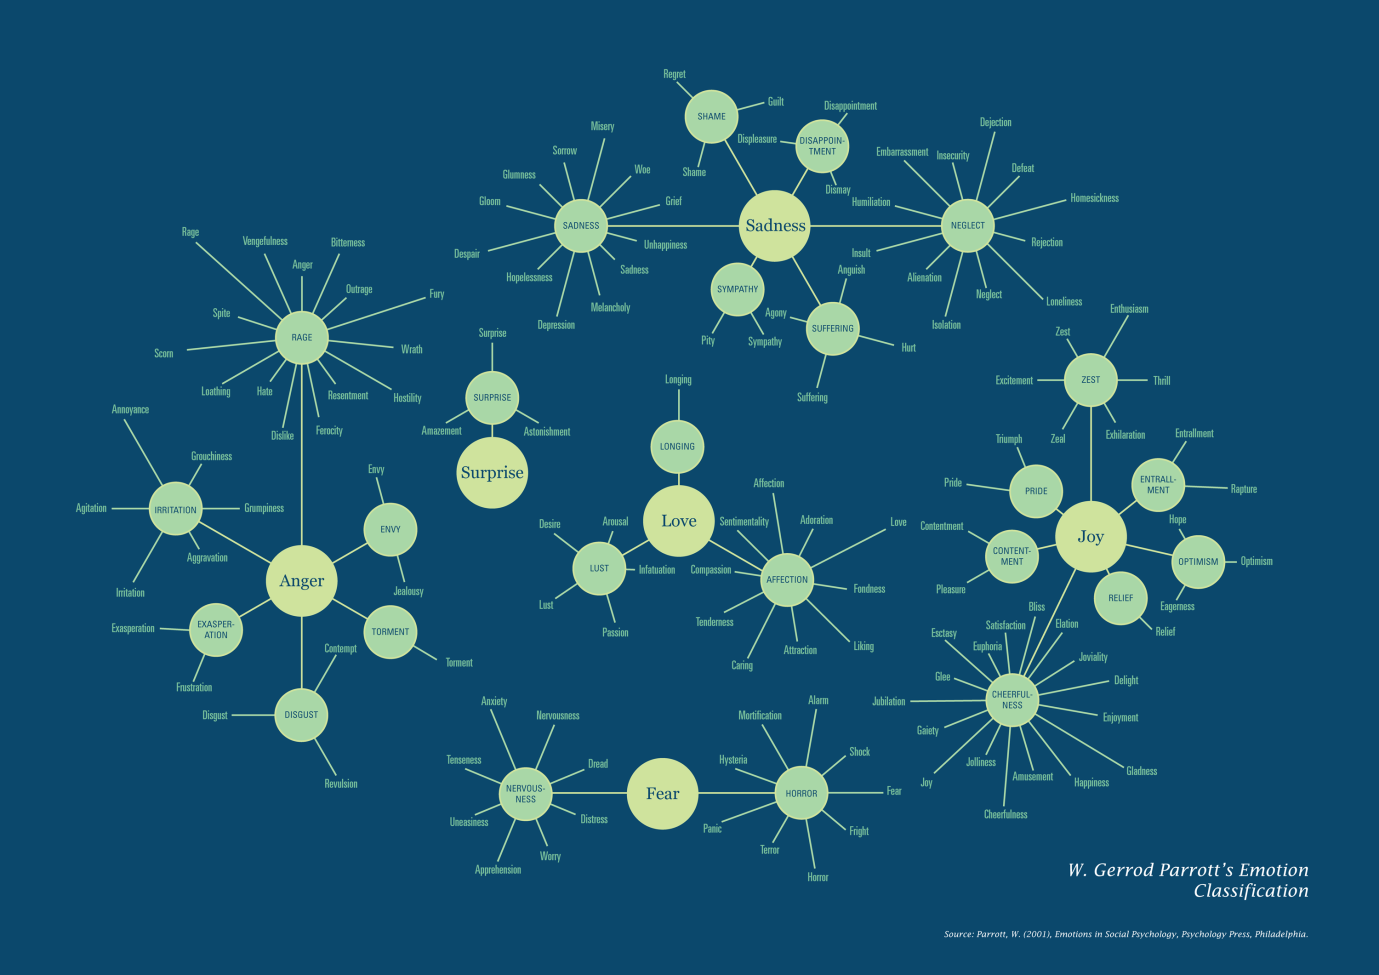 Regret
Guilt
SHAME
Shame
Disappointment
Displeasure
DISAPPOIN-
TMENT
Dismay
Misery
Sorrow
Woe
Glumness
Gloom
Grief
SADNESS
Unhappiness
Despair
Sadness
Hopelessness
Melancholy
Depression
Sadness
Dejection
Embarrassment
Insecurity
Defeat
Humiliation
Homesickness
NEGLECT
Rejection
Insult
Alienation
Neglect
Loneliness
Isolation
SYMPATHY
Pity
Sympathy
Anguish
Agony
SUFFERING
Hurt
Suffering
Rage
Vengefulness
Bitterness
Anger
Outrage
Fury
Spite
RAGE
Scorn
Wrath
Loathing
Hate
Resentment
Hostility
Dislike
Ferocity
Annoyance
Grouchiness
Agitation
IRRITATION
Grumpiness
Aggravation
Irritation
Envy
ENVY
Jealousy
Anger
Exasperation
EXASPER-
ATION
Frustration
TORMENT
Torment
Contempt
Disgust
DISGUST
Revulsion
Surprise
SURPRISE
Amazement
Astonishment
Surprise
Longing
LONGING
Love
Desire
Arousal
LUST
Infatuation
Lust
Passion
Affection
Sentimentality
Adoration
Love
Compassion
AFFECTION
Fondness
Tenderness
Caring
Attraction
Liking
Enthusiasm
Zest
Excitement
ZEST
Thrill
Zeal
Exhilaration
Triumph
Pride
PRIDE
Entrallment
ENTRALL-
MENT
Rapture
Joy
Contentment
CONTENT-
MENT
Pleasure
Hope
OPTIMISM
Optimism
Eagerness
RELIEF
Relief
Bliss
Satisfaction
Elation
Esctasy
Euphoria
Joviality
Glee
Delight
Jubilation
CHEERFUL-
NESS
Enjoyment
Gaiety
Jolliness
Joy
Amusement
Happiness
Gladness
Cheerfulness
Anxiety
Nervousness
Tenseness
Dread
NERVOUS-
NESS
Uneasiness
Distress
Worry
Apprehension
Fear
Alarm
Mortification
Shock
Hysteria
HORROR
Fear
Panic
Fright
Terror
Horror
W. Gerrod Parrott’s Emotion
Classification
Source: Parrott, W. (2001), Emotions in Social Psychology, Psychology Press, Philadelphia.